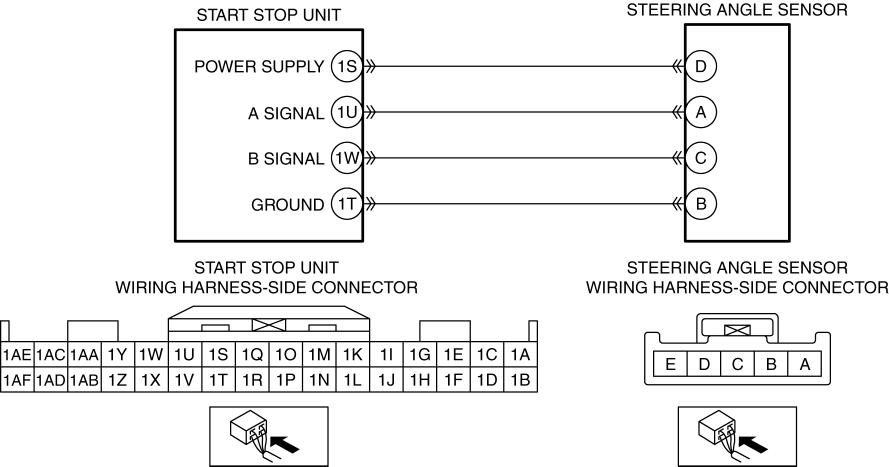 START STOP UNIT
STEERING ANGLE SENSOR
POWER SUPPLY 1S D
A SIGNAL 1U A
B SIGNAL 1W C
GROUND 1T B
START STOP UNIT
WIRING HARNESS-SIDE CONNECTOR
STEERING ANGLE SENSOR
WIRING HARNESS-SIDE CONNECTOR
1AE 1AC 1AA 1Y 1W 1U 1S 1Q 1O 1M 1K 1I 1G 1E 1C 1A
1AF 1AD 1AB 1Z 1X 1V 1T 1R 1P 1N 1L 1J 1H 1F 1D 1B
E D C B A